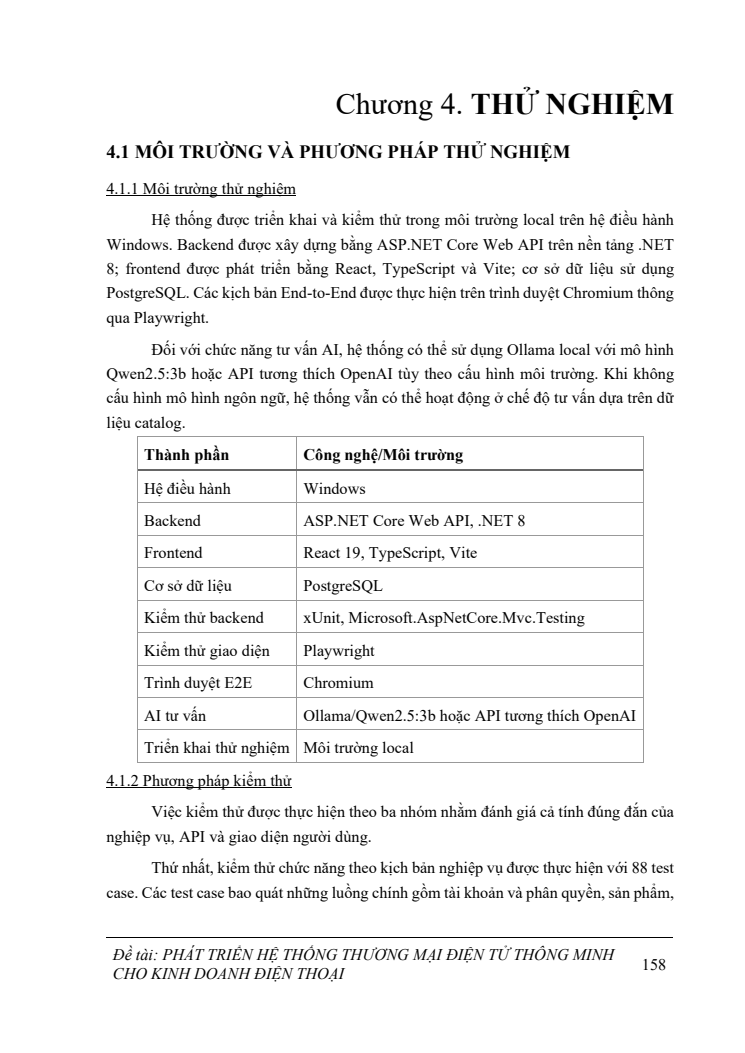 Chương 4. THỬ NGHIỆM
4.1 MÔI TRƯỜNG VÀ PHƯƠNG PHÁP THỬ NGHIỆM
4.1.1 Môi trường thử nghiệm
Hệ thống được triển khai và kiểm thử trong môi trường local trên hệ điều hành
Windows. Backend được xây dựng bằng ASP.NET Core Web API trên nền tảng .NET
8; frontend được phát triển bằng React, TypeScript và Vite; cơ sở dữ liệu sử dụng
PostgreSQL. Các kịch bản End-to-End được thực hiện trên trình duyệt Chromium thông
qua Playwright.
Đối với chức năng tư vấn AI, hệ thống có thể sử dụng Ollama local với mô hình
Qwen2.5:3b hoặc API tương thích OpenAI tùy theo cấu hình môi trường. Khi không
cấu hình mô hình ngôn ngữ, hệ thống vẫn có thể hoạt động ở chế độ tư vấn dựa trên dữ
liệu catalog.
Thành phần Công nghệ/Môi trường
Hệ điều hành Windows
Backend ASP.NET Core Web API, .NET 8
Frontend React 19, TypeScript, Vite
Cơ sở dữ liệu PostgreSQL
Kiểm thử backend xUnit, Microsoft.AspNetCore.Mvc.Testing
Kiểm thử giao diện Playwright
Trình duyệt E2E Chromium
AI tư vấn Ollama/Qwen2.5:3b hoặc API tương thích OpenAI
Triển khai thử nghiệm Môi trường local
4.1.2 Phương pháp kiểm thử
Việc kiểm thử được thực hiện theo ba nhóm nhằm đánh giá cả tính đúng đắn của
nghiệp vụ, API và giao diện người dùng.
Thứ nhất, kiểm thử chức năng theo kịch bản nghiệp vụ được thực hiện với 88 test
case. Các test case bao quát những luồng chính gồm tài khoản và phân quyền, sản phẩm,
Đề tài: PHÁT TRIỂN HỆ THỐNG THƯƠNG MẠI ĐIỆN TỬ THÔNG MINH
CHO KINH DOANH ĐIỆN THOẠI
158